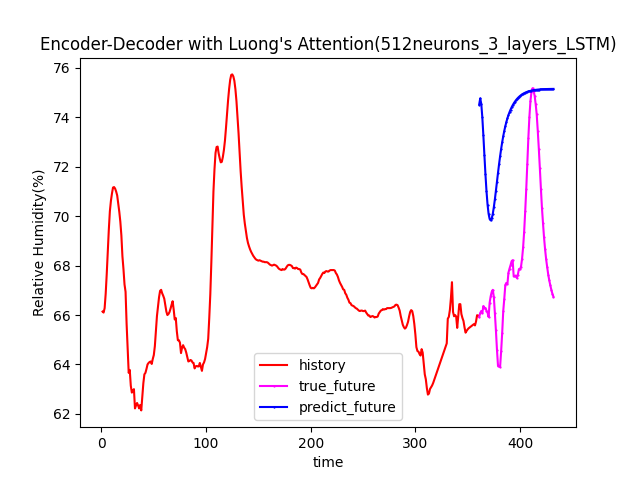 Encoder-Decoder with Luong's Attention(512neurons_3_layers_LSTM)
76
74
72
70
68
66
64
62
Relative Humidity(%)
history
true_future
predict_future
0
100
200
300
400
time